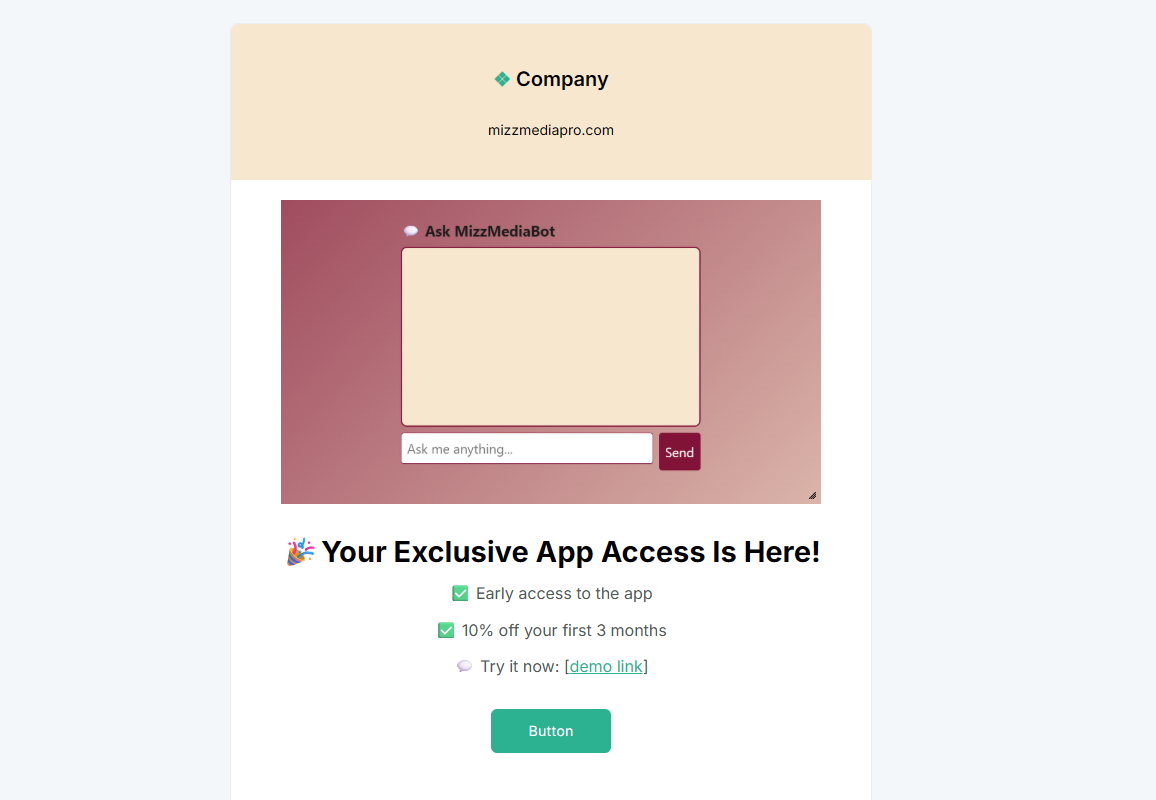 ❖ Company
mizzmediapro.com
💬 Ask MizzMediaBot
Ask me anything...
Send
🎉 Your Exclusive App Access Is Here!
✅ Early access to the app
✅ 10% off your first 3 months
💬 Try it now: [demo link]
Button